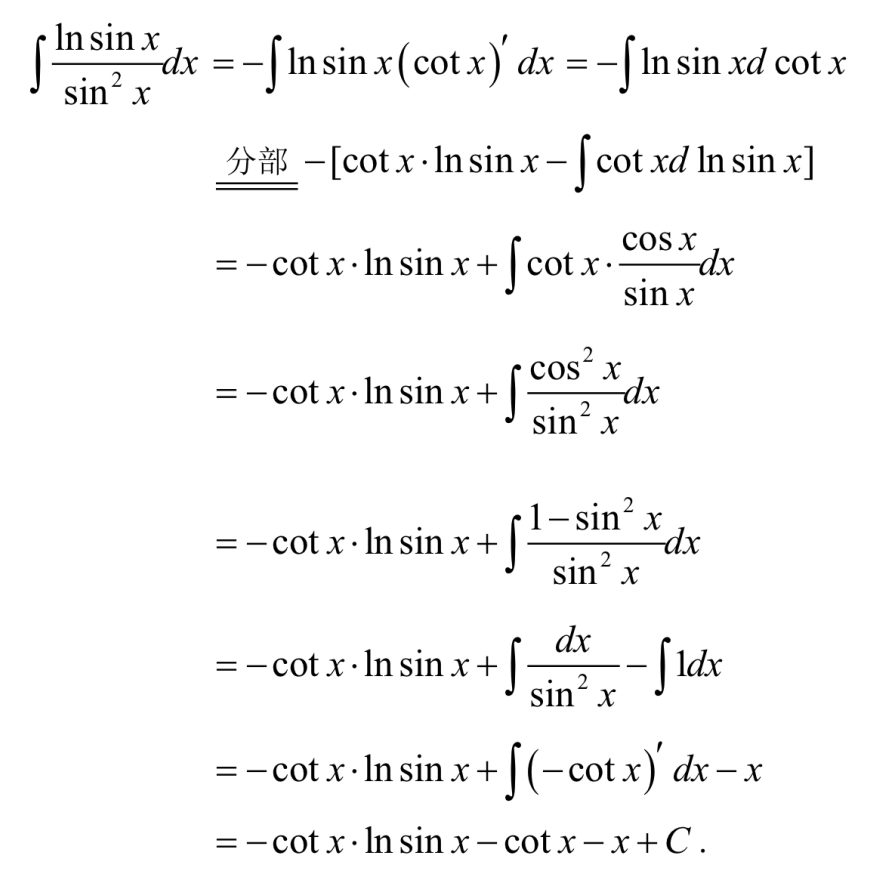 ∫ ln sin x / sin² x dx = −∫ ln sin x (cot x)′ dx = −∫ ln sin x d cot x
分部 −[cot x · ln sin x − ∫ cot x d ln sin x]
= −cot x · ln sin x + ∫ cot x · cos x / sin x dx
= −cot x · ln sin x + ∫ cos² x / sin² x dx
= −cot x · ln sin x + ∫ 1 − sin² x / sin² x dx
= −cot x · ln sin x + ∫ dx / sin² x − ∫ 1dx
= −cot x · ln sin x + ∫ (−cot x)′ dx − x
= −cot x · ln sin x − cot x − x + C .